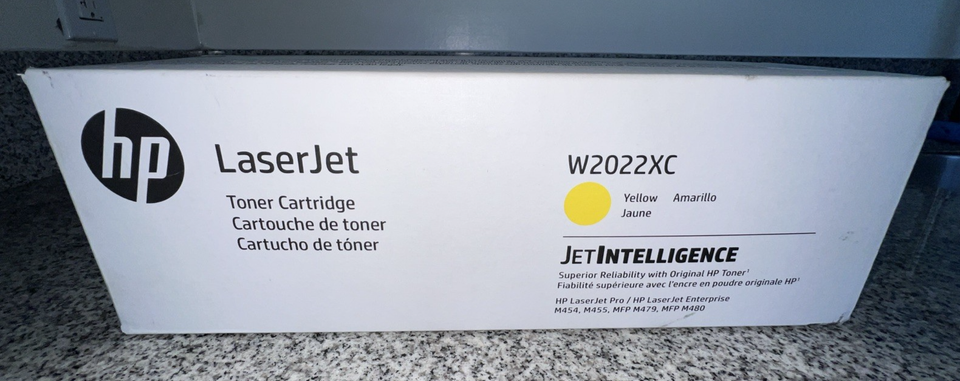 hp
LaserJet
Toner Cartridge
Cartouche de toner
Cartucho de tóner
W2022XC
Yellow Amarillo
Jaune
JETINTELLIGENCE
Superior Reliability with Original HP Toner¹
Fiabilité supérieure avec l'encre en poudre originale HP¹
HP LaserJet Pro / HP LaserJet Enterprise
M454, M455, MFP M479, MFP M480